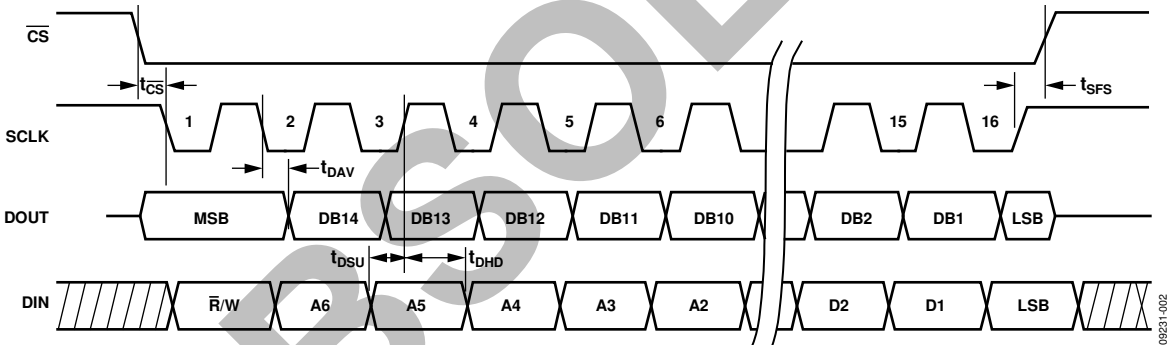 CS
tCS
tSFS
SCLK
1 2 3 4 5 6 15 16
tDAV
DOUT
MSB DB14 DB13 DB12 DB11 DB10 DB2 DB1 LSB
tDSU tDHD
DIN
R/W A6 A5 A4 A3 A2 D2 D1 LSB
09231-002